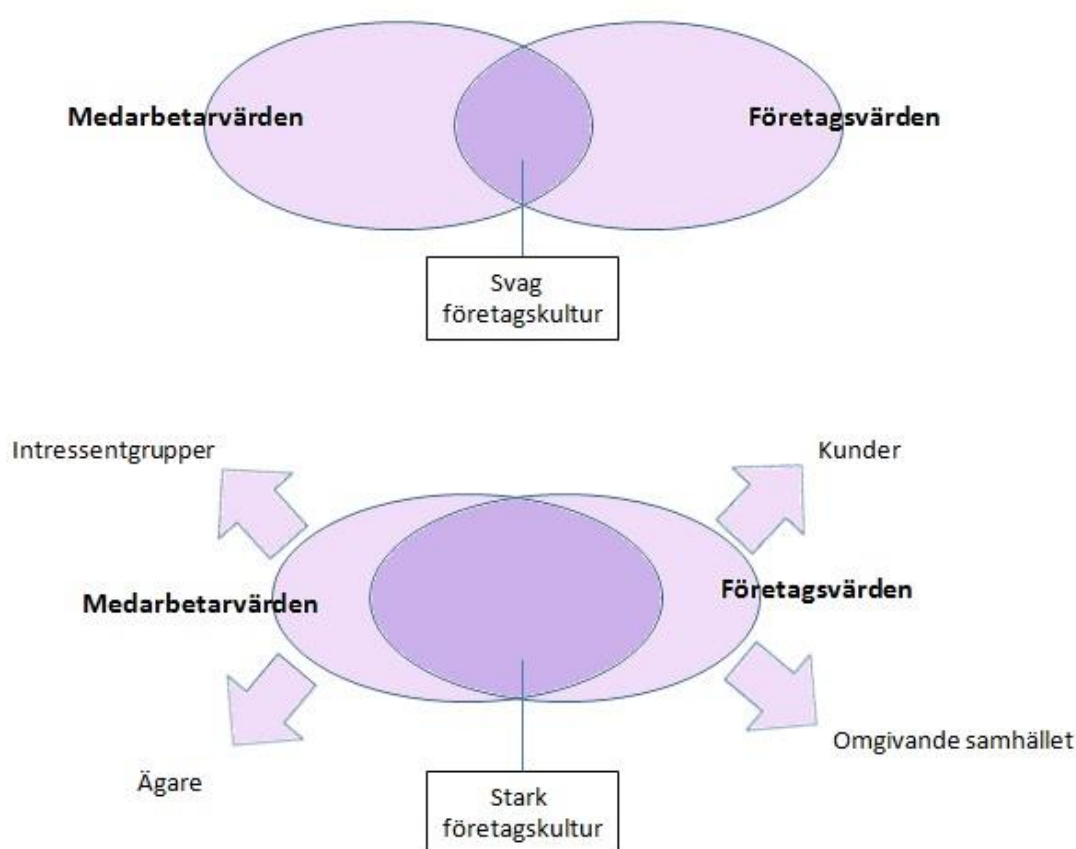 Medarbetarvärden
Företagsvärden
Svag
företagskultur
Intressentgrupper
Kunder
Medarbetarvärden
Företagsvärden
Ägare
Omgivande samhället
Stark
företagskultur